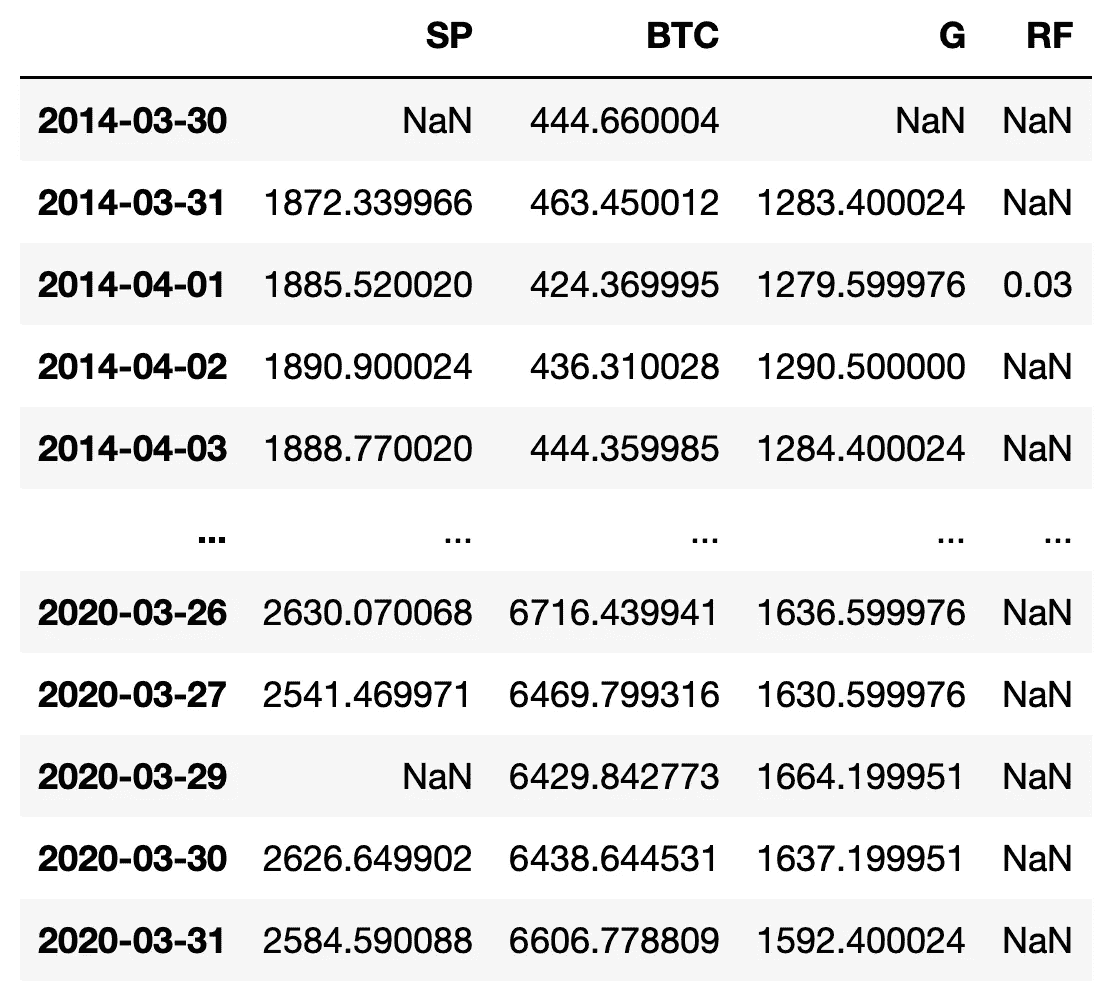 SP BTC G RF
2014-03-30 NaN 444.660004 NaN NaN
2014-03-31 1872.339966 463.450012 1283.400024 NaN
2014-04-01 1885.520020 424.369995 1279.599976 0.03
2014-04-02 1890.900024 436.310028 1290.500000 NaN
2014-04-03 1888.770020 444.359985 1284.400024 NaN
... ... ... ... ...
2020-03-26 2630.070068 6716.439941 1636.599976 NaN
2020-03-27 2541.469971 6469.799316 1630.599976 NaN
2020-03-29 NaN 6429.842773 1664.199951 NaN
2020-03-30 2626.649902 6438.644531 1637.199951 NaN
2020-03-31 2584.590088 6606.778809 1592.400024 NaN